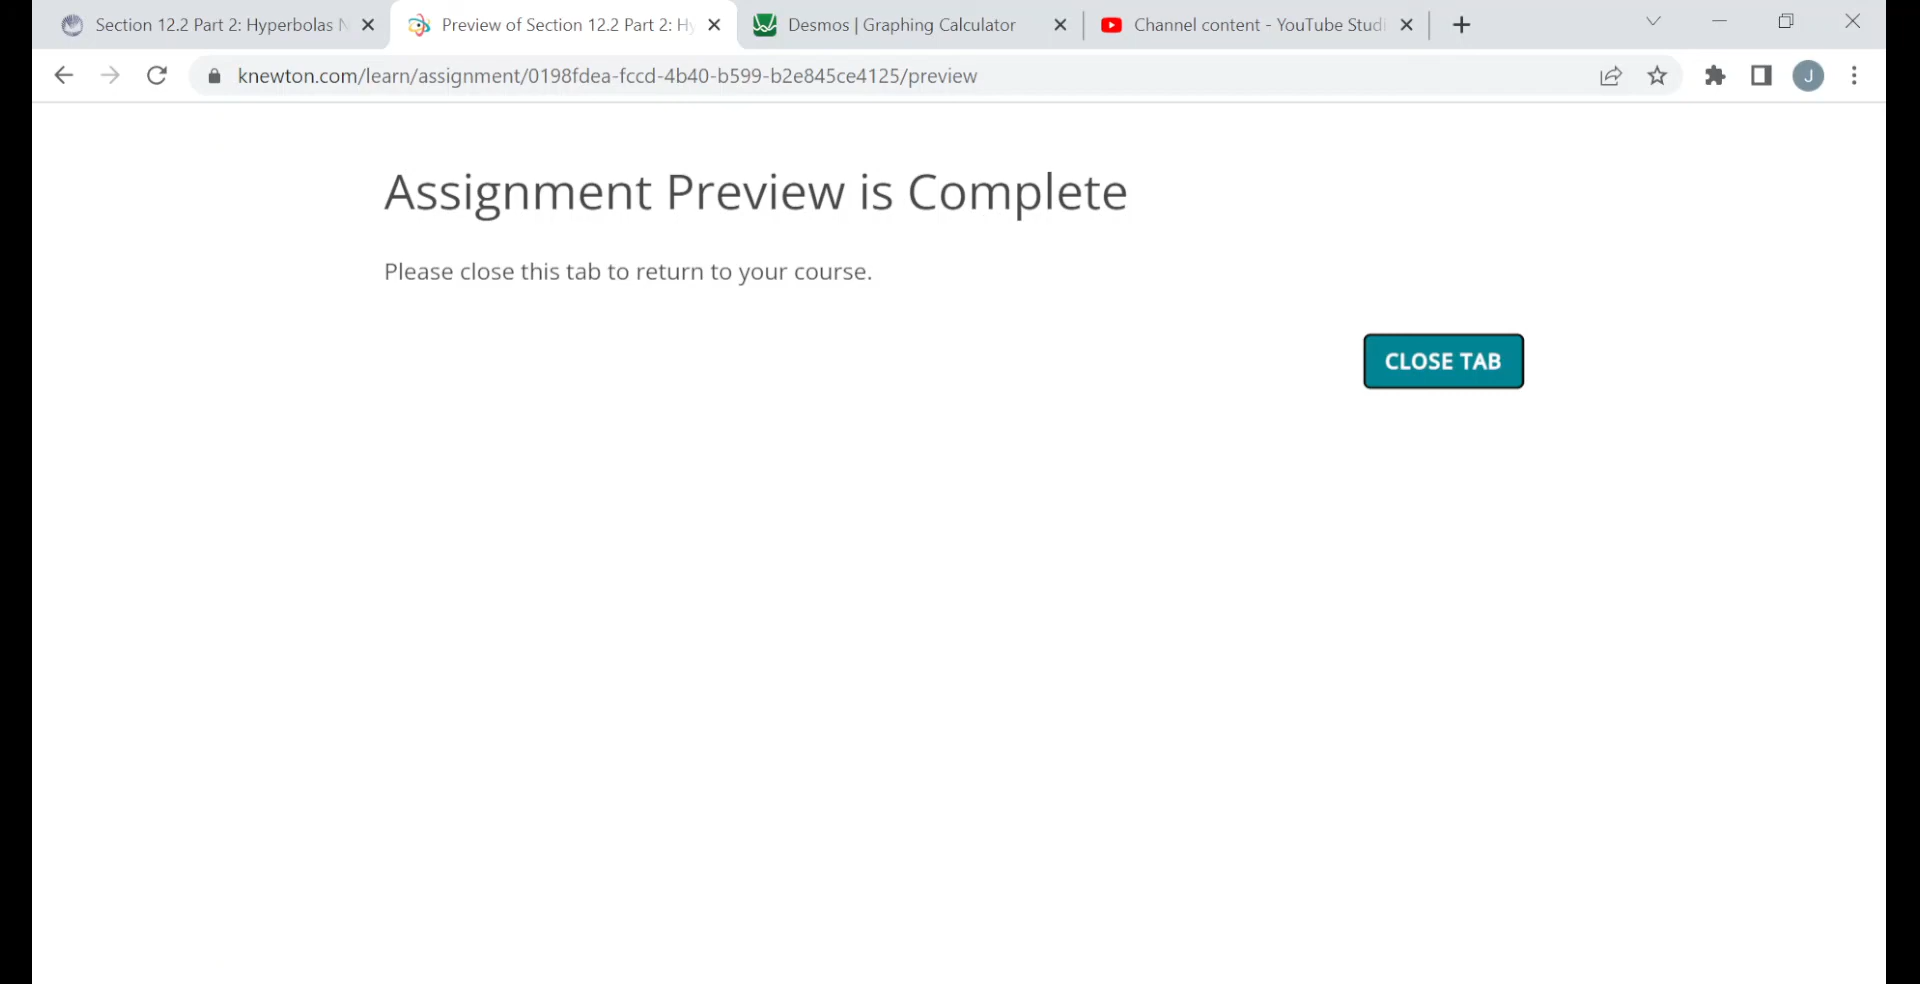 Section 12.2 Part 2: Hyperbolas N
Preview of Section 12.2 Part 2: Hy
Desmos | Graphing Calculator
Channel content - YouTube Studi
knewton.com/learn/assignment/0198fdea-fccd-4b40-b599-b2e845ce4125/preview
J
Assignment Preview is Complete
Please close this tab to return to your course.
CLOSE TAB